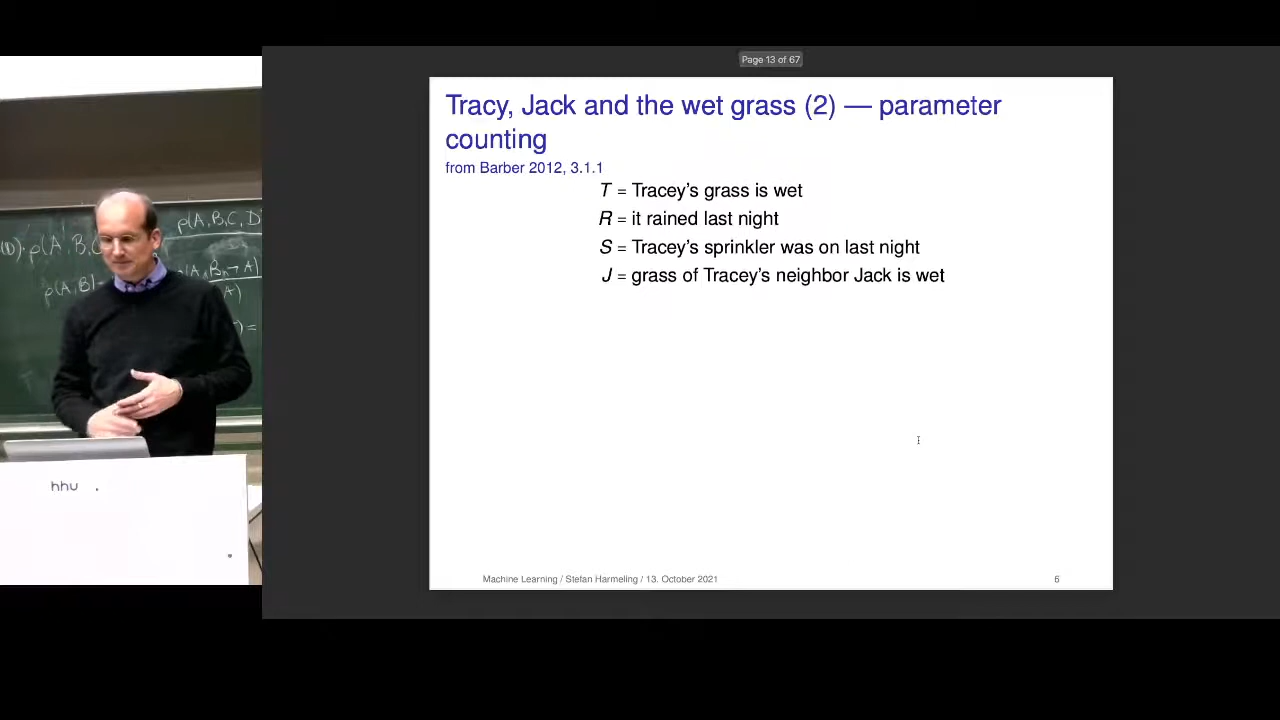 Page 13 of 67
Tracy, Jack and the wet grass (2) — parameter
counting
from Barber 2012, 3.1.1
T = Tracey's grass is wet
R = it rained last night
S = Tracey's sprinkler was on last night
J = grass of Tracey's neighbor Jack is wet
Machine Learning / Stefan Harmeling / 13. October 2021
6
p(A,B,C,D
p(A,B
hhu